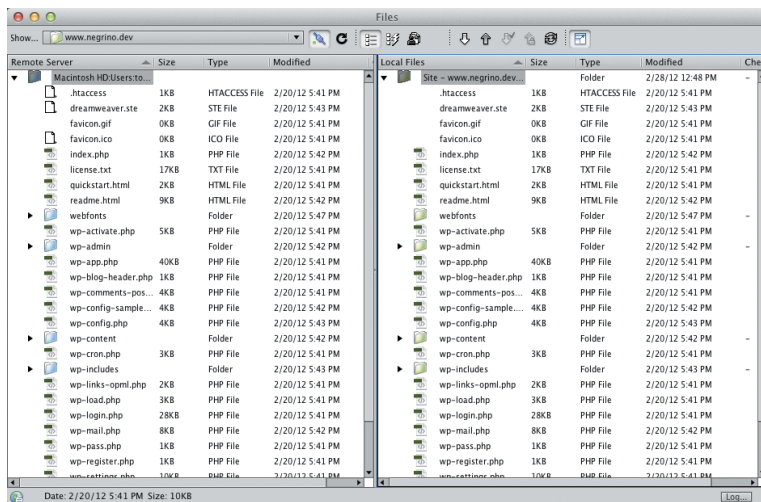 Files
Show... www.negrino.dev
Remote Server Size Type Modified
Macintosh HD:Users:to...
.htaccess 1KB HTACCESS File 2/20/12 5:41 PM
dreamweaver.ste 2KB STE File 2/20/12 5:43 PM
favicon.gif 0KB GIF File 2/20/12 5:41 PM
favicon.ico 0KB ICO File 2/20/12 5:41 PM
index.php 1KB PHP File 2/20/12 5:42 PM
license.txt 17KB TXT File 2/20/12 5:41 PM
quickstart.html 2KB HTML File 2/20/12 5:41 PM
readme.html 9KB HTML File 2/20/12 5:42 PM
webfonts Folder 2/20/12 5:47 PM
wp-activate.php 5KB PHP File 2/20/12 5:41 PM
wp-admin Folder 2/20/12 5:42 PM
wp-app.php 40KB PHP File 2/20/12 5:41 PM
wp-blog-header.php 1KB PHP File 2/20/12 5:41 PM
wp-comments-pos... 4KB PHP File 2/20/12 5:41 PM
wp-config-sample... 4KB PHP File 2/20/12 5:42 PM
wp-config.php 4KB PHP File 2/20/12 5:43 PM
wp-content Folder 2/20/12 5:42 PM
wp-cron.php 3KB PHP File 2/20/12 5:41 PM
wp-includes Folder 2/20/12 5:43 PM
wp-links-opml.php 2KB PHP File 2/20/12 5:41 PM
wp-load.php 3KB PHP File 2/20/12 5:41 PM
wp-login.php 28KB PHP File 2/20/12 5:41 PM
wp-mail.php 8KB PHP File 2/20/12 5:42 PM
wp-pass.php 1KB PHP File 2/20/12 5:41 PM
wp-register.php 1KB PHP File 2/20/12 5:41 PM
wp-settings.php 10KB PHP File 2/20/12 5:41 PM
Local Files Size Type Modified Che
Site - www.negrino.dev... Folder 2/28/12 12:48 PM -
.htaccess 1KB HTACCESS File 2/20/12 5:41 PM
dreamweaver.ste 2KB STE File 2/20/12 5:43 PM
favicon.gif 0KB GIF File 2/20/12 5:41 PM
favicon.ico 0KB ICO File 2/20/12 5:41 PM
index.php 1KB PHP File 2/20/12 5:42 PM
license.txt 17KB TXT File 2/20/12 5:41 PM
quickstart.html 2KB HTML File 2/20/12 5:41 PM
readme.html 9KB HTML File 2/20/12 5:42 PM
webfonts Folder 2/20/12 5:47 PM -
wp-activate.php 5KB PHP File 2/20/12 5:41 PM
wp-admin Folder 2/20/12 5:42 PM -
wp-app.php 40KB PHP File 2/20/12 5:41 PM
wp-blog-header.php 1KB PHP File 2/20/12 5:41 PM
wp-comments-pos... 4KB PHP File 2/20/12 5:41 PM
wp-config-sample.... 4KB PHP File 2/20/12 5:42 PM
wp-config.php 4KB PHP File 2/20/12 5:43 PM
wp-content Folder 2/20/12 5:42 PM -
wp-cron.php 3KB PHP File 2/20/12 5:41 PM
wp-includes Folder 2/20/12 5:43 PM -
wp-links-opml.php 2KB PHP File 2/20/12 5:41 PM
wp-load.php 3KB PHP File 2/20/12 5:41 PM
wp-login.php 28KB PHP File 2/20/12 5:41 PM
wp-mail.php 8KB PHP File 2/20/12 5:42 PM
wp-pass.php 1KB PHP File 2/20/12 5:41 PM
wp-register.php 1KB PHP File 2/20/12 5:41 PM
wp-settings.php 10KB PHP File 2/20/12 5:41 PM
Date: 2/20/12 5:41 PM Size: 10KB Log...